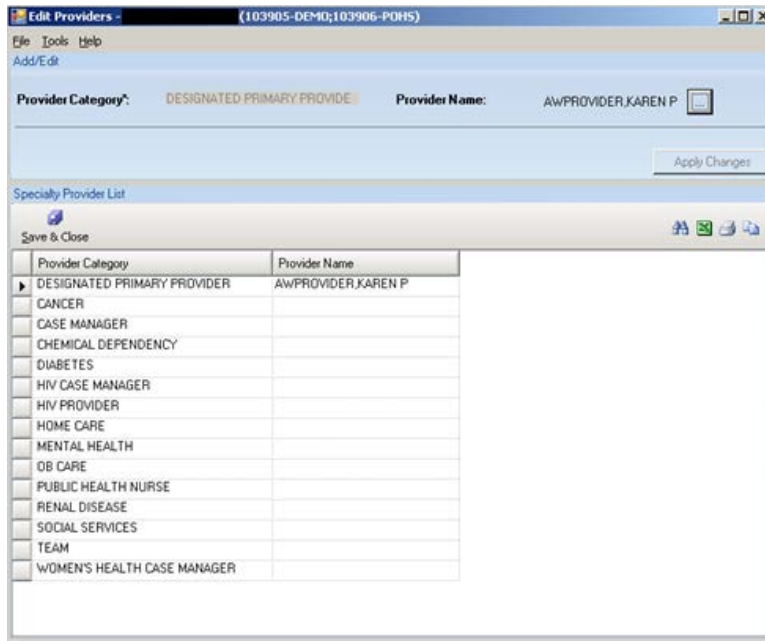 Edit Providers - (103905-DEMO;103906-POHS)
File Tools Help
Add/Edit
Provider Category*: DESIGNATED PRIMARY PROVIDE Provider Name: AWPROVIDER,KAREN P ...
Apply Changes
Specialty Provider List
Save & Close
Provider Category Provider Name
DESIGNATED PRIMARY PROVIDER AWPROVIDER,KAREN P
CANCER
CASE MANAGER
CHEMICAL DEPENDENCY
DIABETES
HIV CASE MANAGER
HIV PROVIDER
HOME CARE
MENTAL HEALTH
OB CARE
PUBLIC HEALTH NURSE
RENAL DISEASE
SOCIAL SERVICES
TEAM
WOMEN'S HEALTH CASE MANAGER